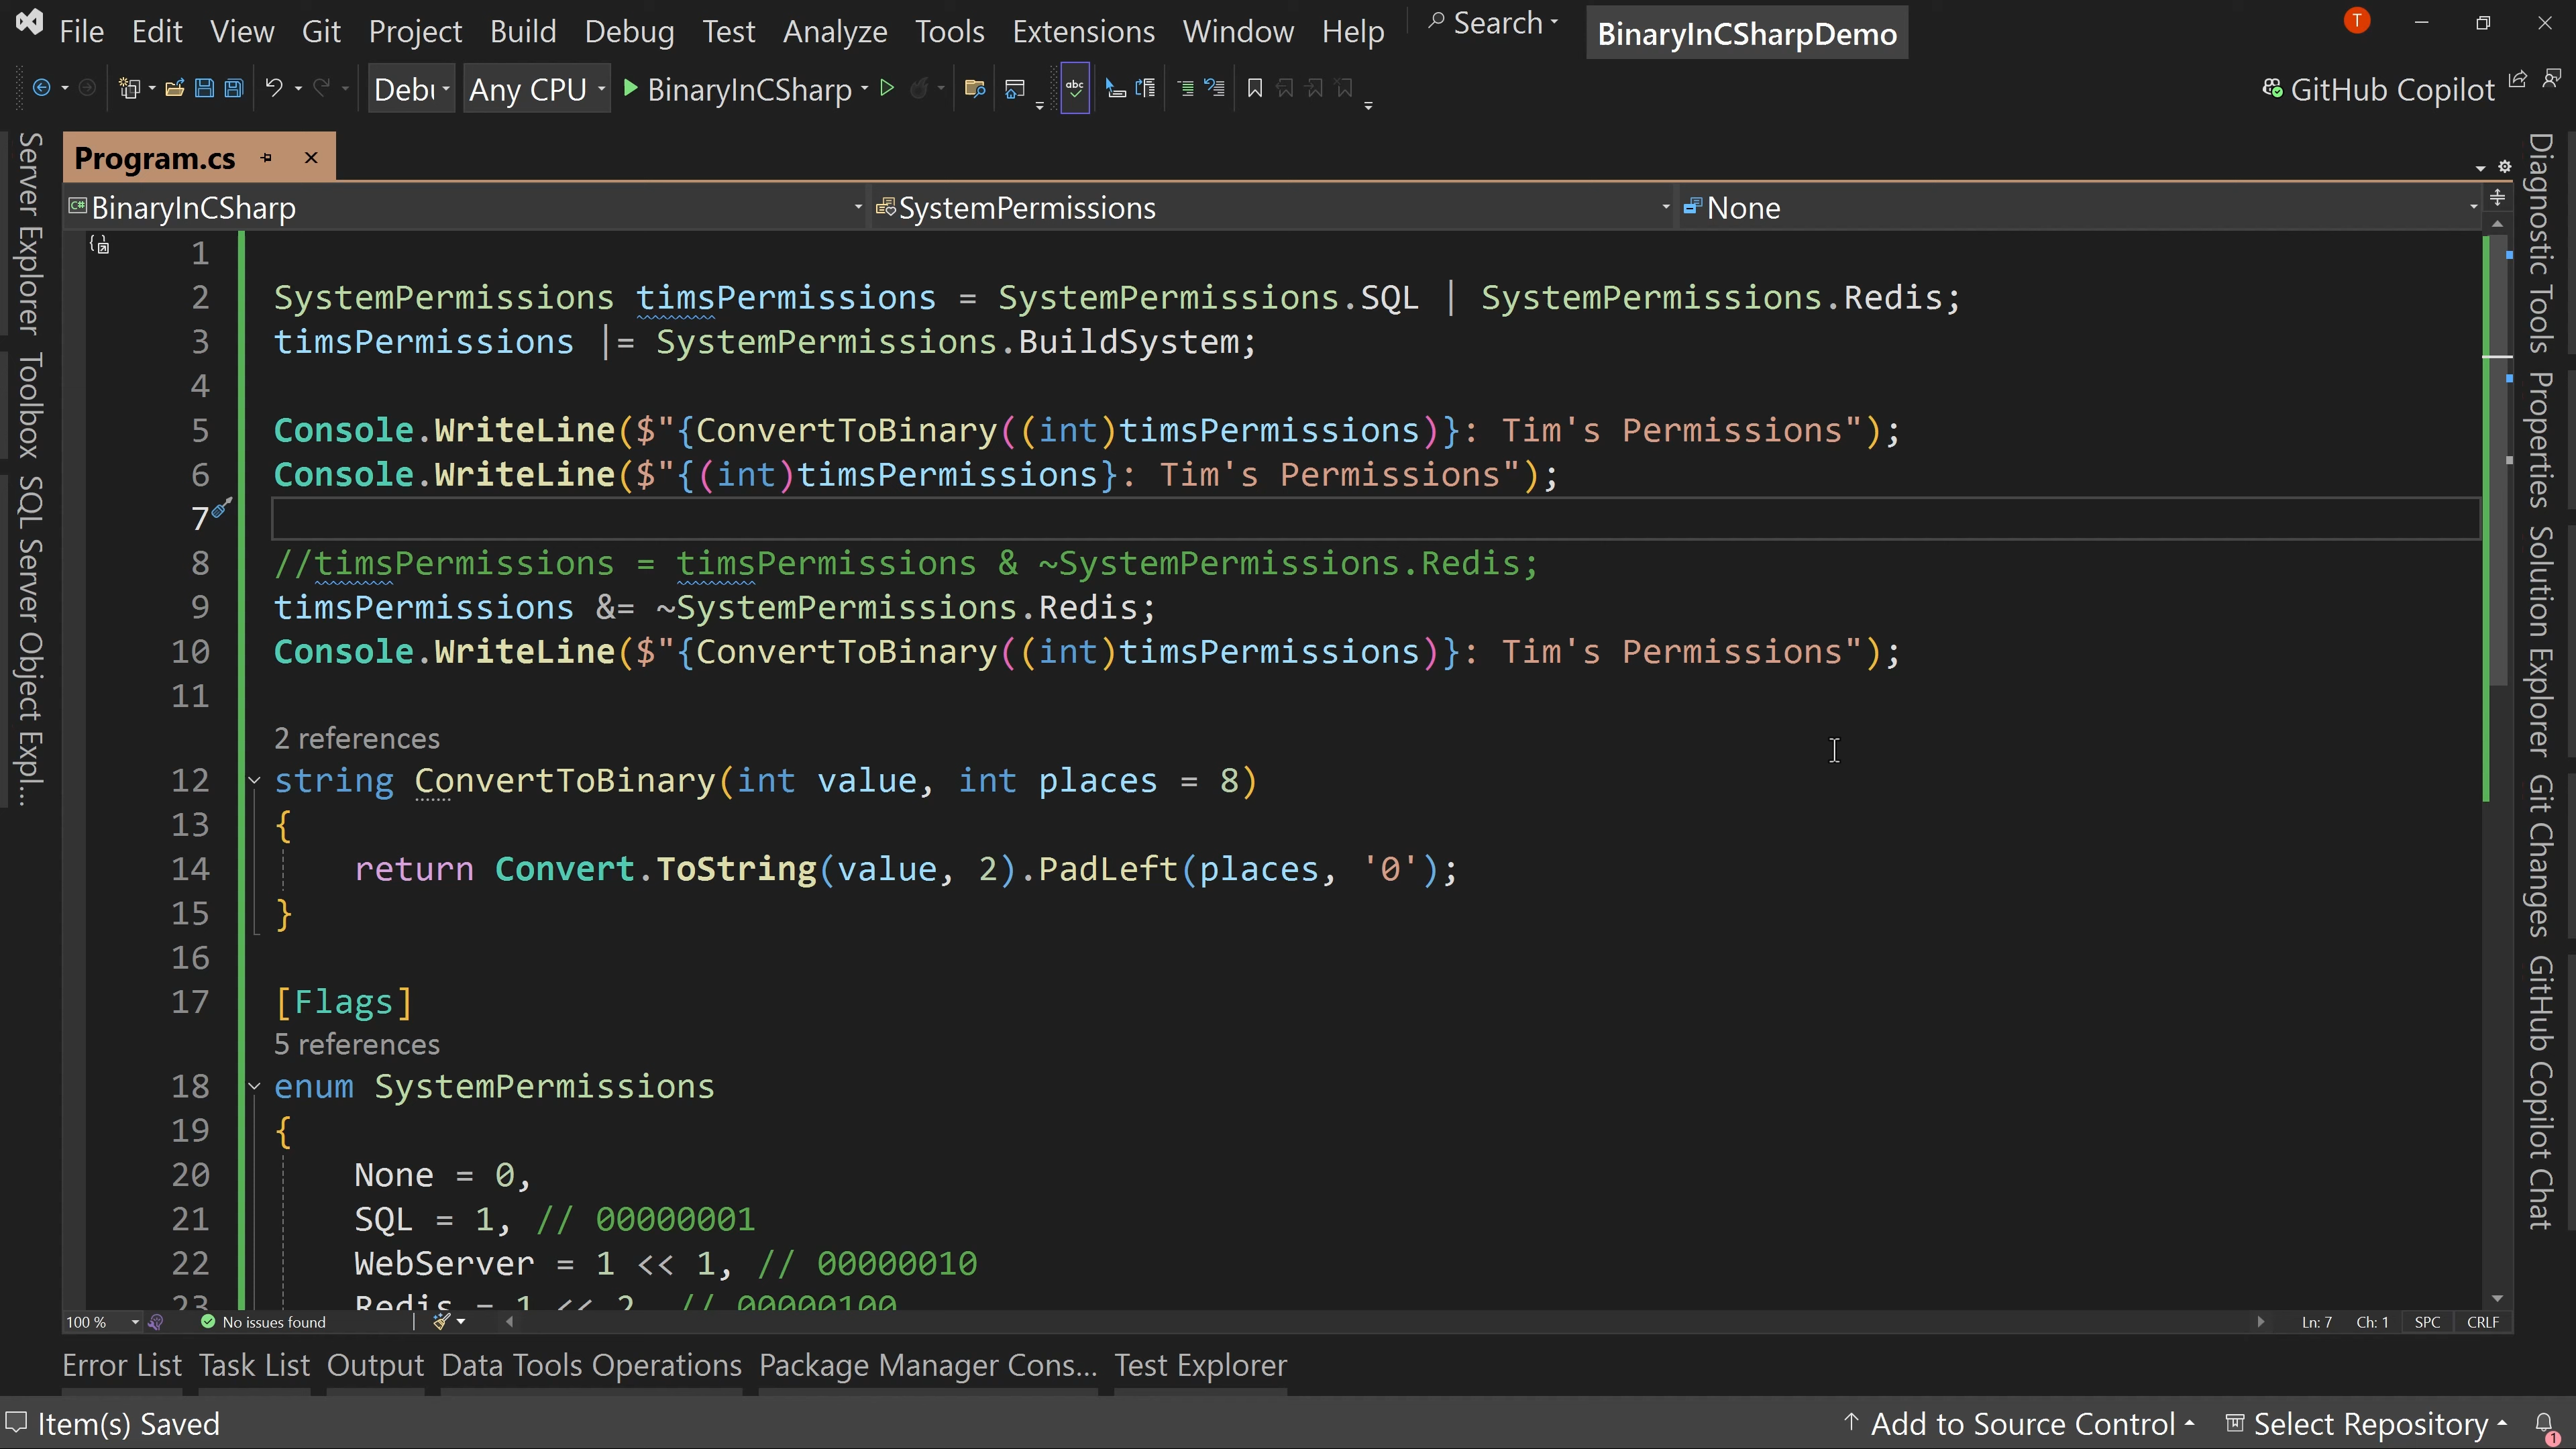 File Edit View Git Project Build Debug Test Analyze Tools Extensions Window Help Search BinaryInCSharpDemo T
Debu Any CPU BinaryInCSharp GitHub Copilot
Program.cs
BinaryInCSharp SystemPermissions None
1
2 SystemPermissions timsPermissions = SystemPermissions.SQL | SystemPermissions.Redis;
3 timsPermissions |= SystemPermissions.BuildSystem;
4
5 Console.WriteLine($"{ConvertToBinary((int)timsPermissions)}: Tim's Permissions");
6 Console.WriteLine($"{(int)timsPermissions}: Tim's Permissions");
7
8 //timsPermissions = timsPermissions & ~SystemPermissions.Redis;
9 timsPermissions &= ~SystemPermissions.Redis;
10 Console.WriteLine($"{ConvertToBinary((int)timsPermissions)}: Tim's Permissions");
11
2 references
12 string ConvertToBinary(int value, int places = 8)
13 {
14 return Convert.ToString(value, 2).PadLeft(places, '0');
15 }
16
17 [Flags]
5 references
18 enum SystemPermissions
19 {
20 None = 0,
21 SQL = 1, // 00000001
22 WebServer = 1 << 1, // 00000010
23 Redis = 1 << 2, // 00000100
100 % No issues found Ln: 7 Ch: 1 SPC CRLF
Error List Task List Output Data Tools Operations Package Manager Cons... Test Explorer
Item(s) Saved Add to Source Control Select Repository 1
Server Explorer
Toolbox
SQL Server Object Expl...
Diagnostic Tools
Properties
Solution Explorer
Git Changes
GitHub Copilot Chat